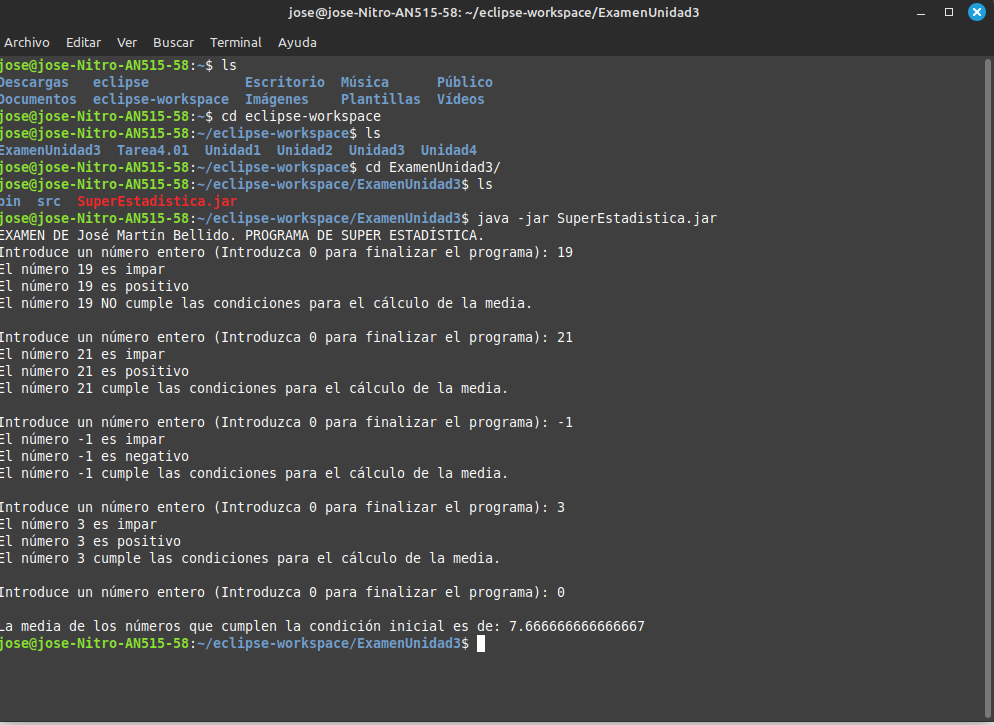 jose@jose-Nitro-AN515-58: ~/eclipse-workspace/ExamenUnidad3
Archivo Editar Ver Buscar Terminal Ayuda
jose@jose-Nitro-AN515-58:~$ ls
Descargas eclipse Escritorio Música Público
Documentos eclipse-workspace Imágenes Plantillas Vídeos
jose@jose-Nitro-AN515-58:~$ cd eclipse-workspace
jose@jose-Nitro-AN515-58:~/eclipse-workspace$ ls
ExamenUnidad3 Tarea4.01 Unidad1 Unidad2 Unidad3 Unidad4
jose@jose-Nitro-AN515-58:~/eclipse-workspace$ cd ExamenUnidad3/
jose@jose-Nitro-AN515-58:~/eclipse-workspace/ExamenUnidad3$ ls
bin src SuperEstadistica.jar
jose@jose-Nitro-AN515-58:~/eclipse-workspace/ExamenUnidad3$ java -jar SuperEstadistica.jar
EXAMEN DE José Martín Bellido. PROGRAMA DE SUPER ESTADÍSTICA.
Introduce un número entero (Introduzca 0 para finalizar el programa): 19
El número 19 es impar
El número 19 es positivo
El número 19 NO cumple las condiciones para el cálculo de la media.
Introduce un número entero (Introduzca 0 para finalizar el programa): 21
El número 21 es impar
El número 21 es positivo
El número 21 cumple las condiciones para el cálculo de la media.
Introduce un número entero (Introduzca 0 para finalizar el programa): -1
El número -1 es impar
El número -1 es negativo
El número -1 cumple las condiciones para el cálculo de la media.
Introduce un número entero (Introduzca 0 para finalizar el programa): 3
El número 3 es impar
El número 3 es positivo
El número 3 cumple las condiciones para el cálculo de la media.
Introduce un número entero (Introduzca 0 para finalizar el programa): 0
La media de los números que cumplen la condición inicial es de: 7.666666666666667
jose@jose-Nitro-AN515-58:~/eclipse-workspace/ExamenUnidad3$